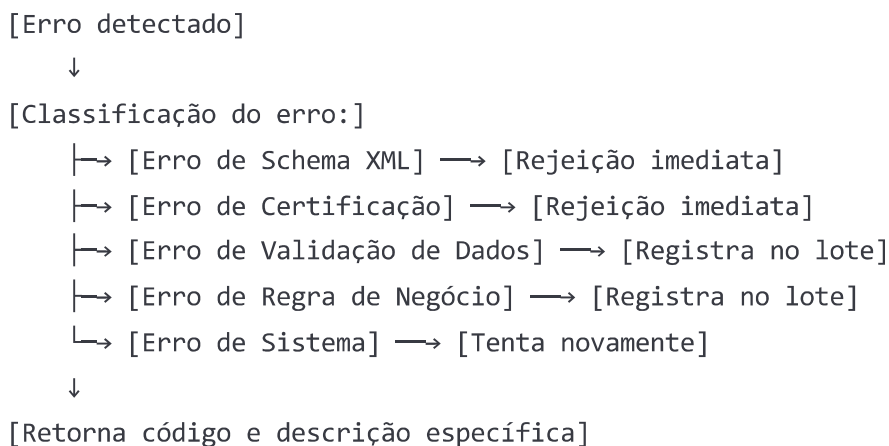 [Erro detectado]
↓
[Classificação do erro:]
├─→ [Erro de Schema XML] ──→ [Rejeição imediata]
├─→ [Erro de Certificação] ──→ [Rejeição imediata]
├─→ [Erro de Validação de Dados] ──→ [Registra no lote]
├─→ [Erro de Regra de Negócio] ──→ [Registra no lote]
└─→ [Erro de Sistema] ──→ [Tenta novamente]
↓
[Retorna código e descrição específica]